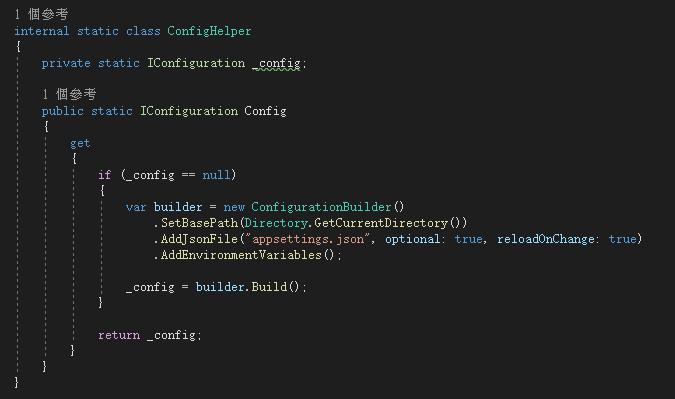 1 個參考
internal static class ConfigHelper
{
private static IConfiguration _config;
1 個參考
public static IConfiguration Config
{
get
{
if (_config == null)
{
var builder = new ConfigurationBuilder()
.SetBasePath(Directory.GetCurrentDirectory())
.AddJsonFile("appsettings.json", optional: true, reloadOnChange: true)
.AddEnvironmentVariables();
_config = builder.Build();
}
return _config;
}
}
}